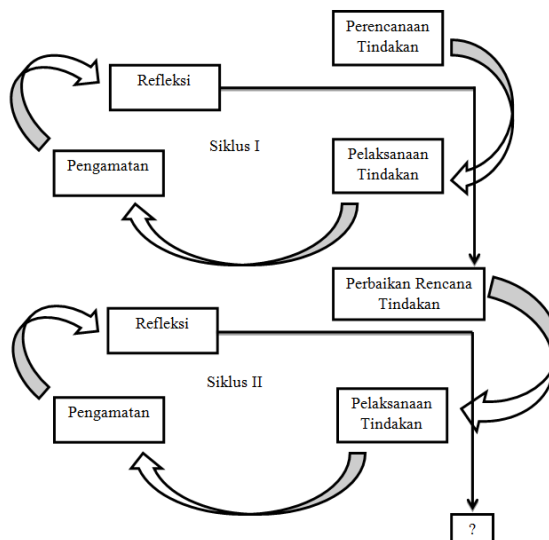 Perencanaan
Tindakan
Refleksi
Siklus I
Pengamatan
Pelaksanaan
Tindakan
Perbaikan Rencana
Tindakan
Refleksi
Siklus II
Pengamatan
Pelaksanaan
Tindakan
?